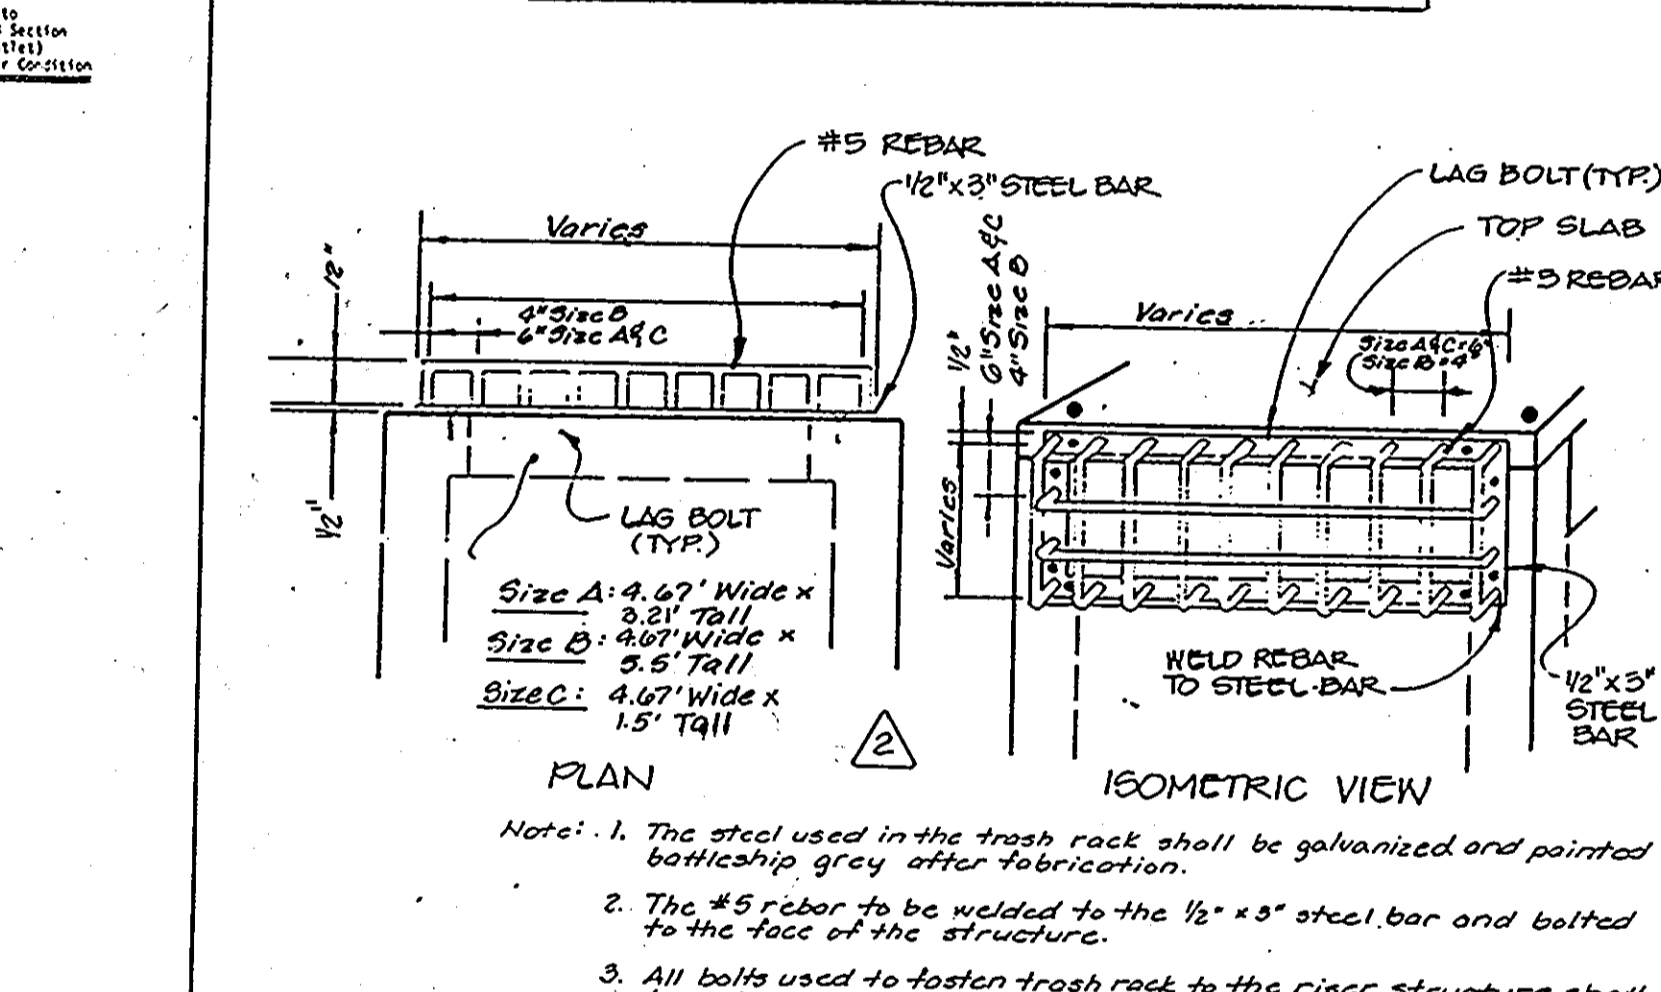 to
Section
r Condition
#5 REBAR
1/2"x3" STEEL BAR
Varies
12"
4" Size B
6" Size A&C
1/2"
LAG BOLT
(TYP.)
Size A: 4.67' Wide x
3.21' Tall
Size B: 4.67' Wide x
5.5' Tall
Size C: 4.67' Wide x
1.5' Tall
2
PLAN
LAG BOLT (TYP.)
TOP SLAB
REBAR
Varies
Size A&C=6"
Size B=4"
1/2"
6" Size A&C
4" Size B
Varies
WELD REBAR
TO STEEL BAR
1/2"x3"
STEEL
BAR
ISOMETRIC VIEW
Note: 1. The steel used in the trash rack shall be galvanized and painted
battleship grey after fabrication.
2. The #5 rebar to be welded to the 1/2" x 3" steel bar and bolted
to the face of the structure.
3. All bolts used to fasten trash rack to the riser structure shall